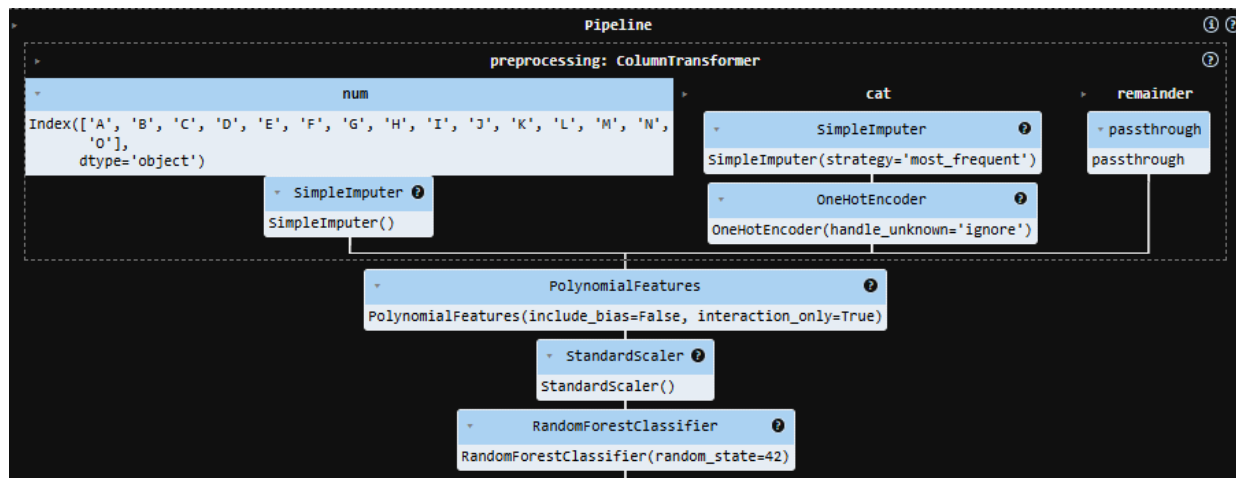 Pipeline
preprocessing: ColumnTransformer
num
cat
remainder
Index(['A', 'B', 'C', 'D', 'E', 'F', 'G', 'H', 'I', 'J', 'K', 'L', 'M', 'N',
'O'],
dtype='object')
SimpleImputer
SimpleImputer()
SimpleImputer
SimpleImputer(strategy='most_frequent')
OneHotEncoder
OneHotEncoder(handle_unknown='ignore')
passthrough
passthrough
PolynomialFeatures
PolynomialFeatures(include_bias=False, interaction_only=True)
StandardScaler
StandardScaler()
RandomForestClassifier
RandomForestClassifier(random_state=42)